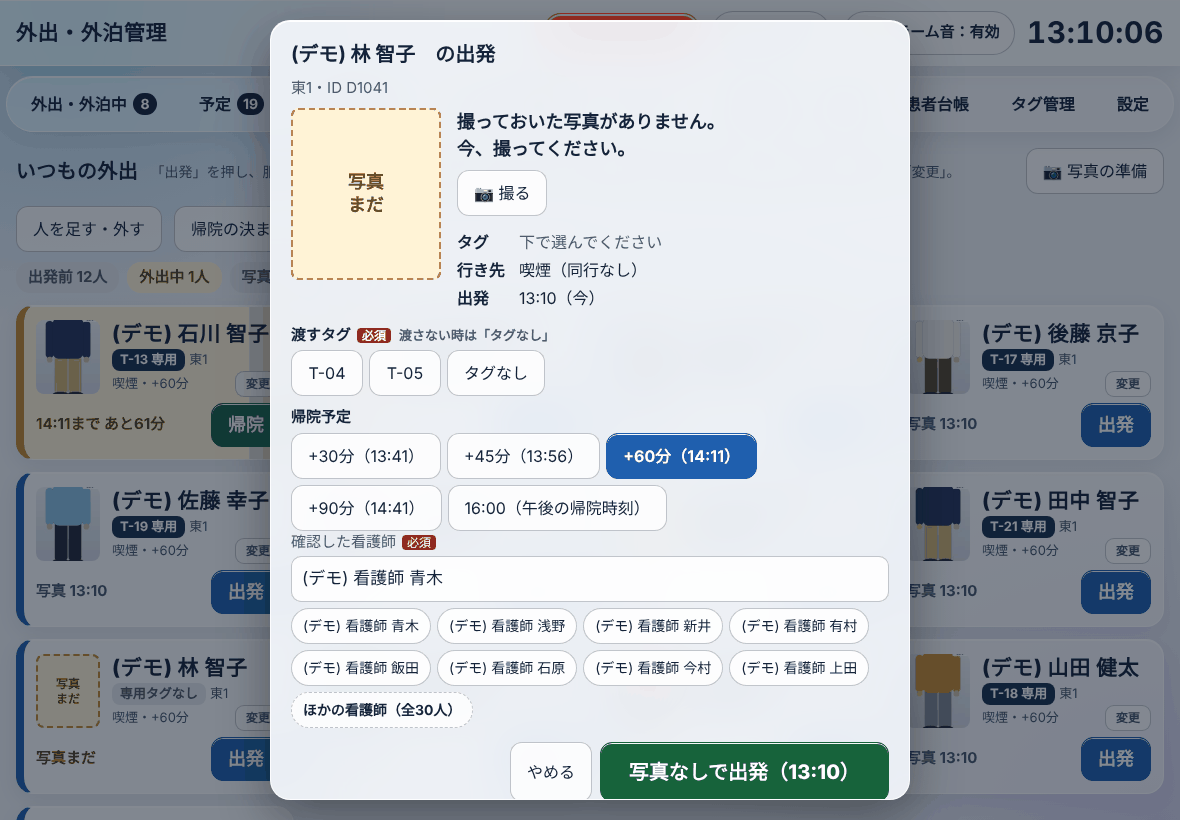 外出・外泊管理
ーム音：有効
13:10:06
外出・外泊中 8
予定 19
患者台帳
タグ管理
設定
いつもの外出
「出発」を押し、
変更」。
写真の準備
人を足す・外す
帰院の決ま
出発前 12人
外出中 1人
写真
(デモ) 林 智子 の出発
東1・ID D1041
写真
まだ
撮っておいた写真がありません。
今、撮ってください。
撮る
タグ 下で選んでください
行き先 喫煙（同行なし）
出発 13:10（今）
渡すタグ 必須 渡さない時は「タグなし」
T-04
T-05
タグなし
帰院予定
+30分（13:41）
+45分（13:56）
+60分（14:11）
+90分（14:41）
16:00（午後の帰院時刻）
確認した看護師 必須
(デモ) 看護師 青木
(デモ) 看護師 青木
(デモ) 看護師 浅野
(デモ) 看護師 新井
(デモ) 看護師 有村
(デモ) 看護師 飯田
(デモ) 看護師 石原
(デモ) 看護師 今村
(デモ) 看護師 上田
ほかの看護師（全30人）
やめる
写真なしで出発（13:10）
(デモ) 石川 智子
T-13 専用 東1
喫煙・+60分
変更
14:11まで あと61分
帰院
(デモ) 後藤 京子
T-17 専用 東1
喫煙・+60分
変更
写真 13:10
出発
(デモ) 佐藤 幸子
T-19 専用 東1
喫煙・+60分
変更
写真 13:10
出発
(デモ) 田中 智子
T-21 専用 東1
喫煙・+60分
変更
写真 13:10
出発
写真
まだ
(デモ) 林 智子
専用タグなし 東1
喫煙・+60分
変更
写真まだ
出発
(デモ) 山田 健太
T-18 専用 東1
喫煙・+60分
変更
写真 13:10
出発